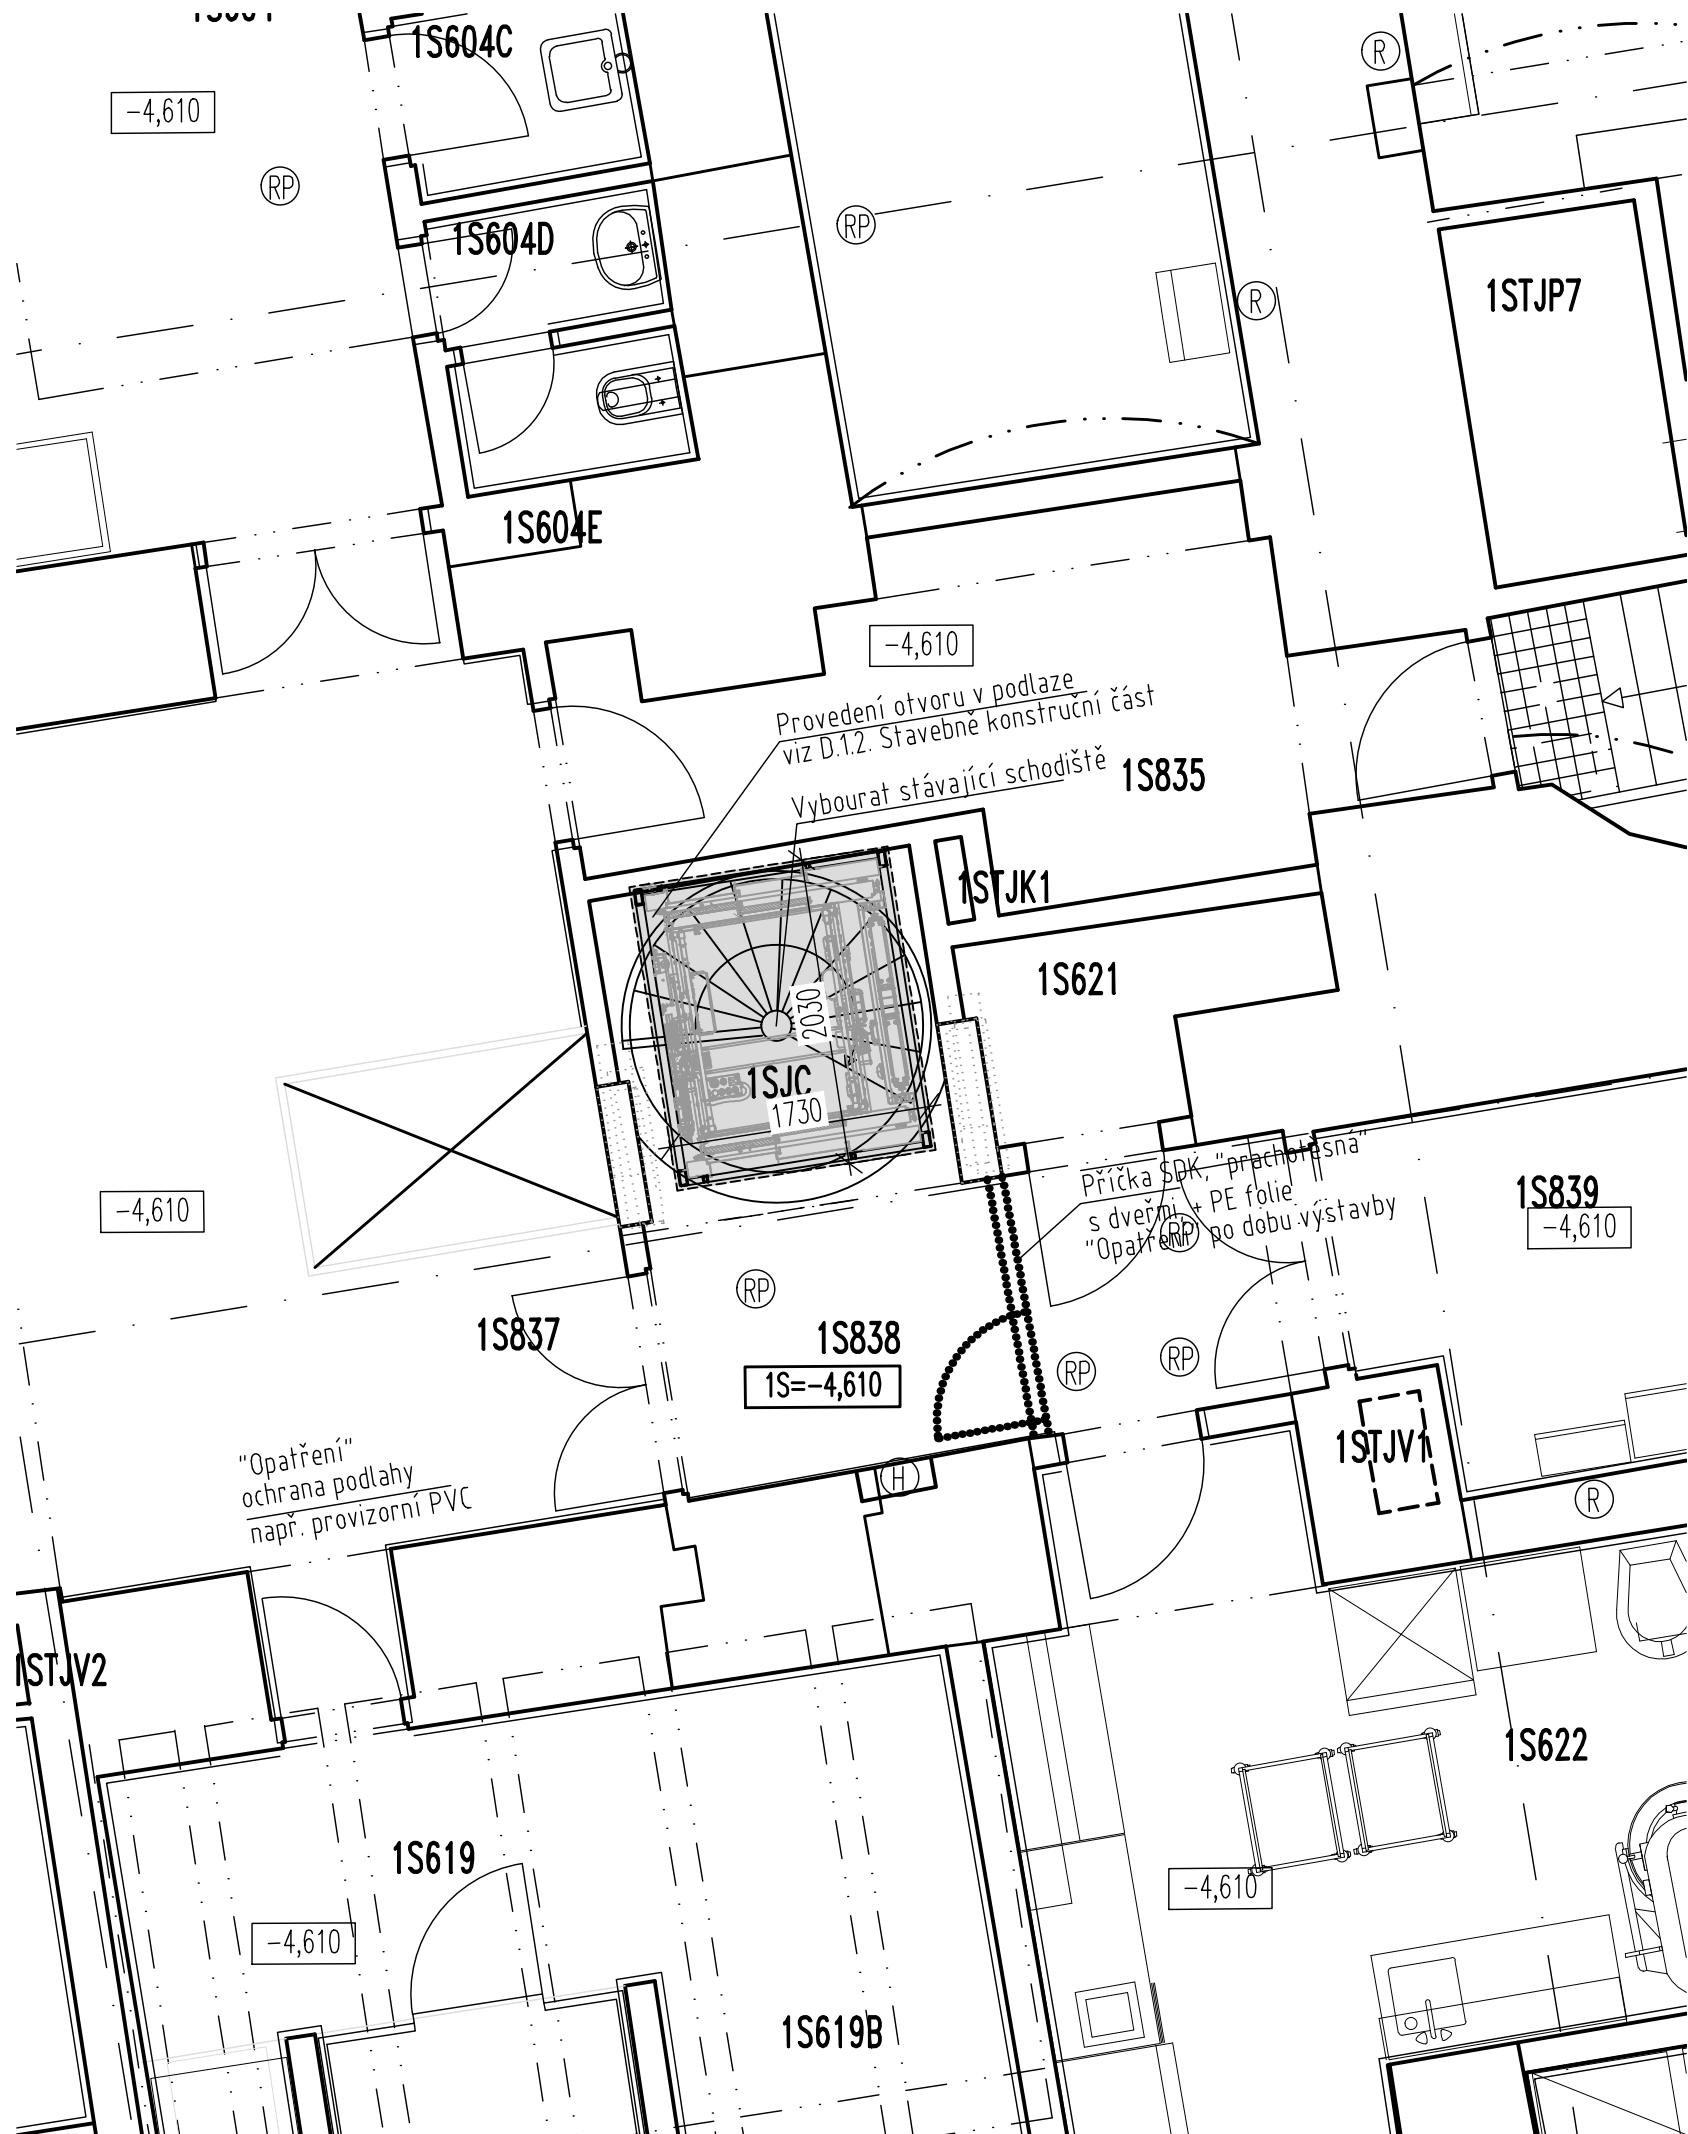 1S604C
-4,610
RP
R
1S604D
RP
R
1STJP7
1S604E
-4,610
Provedení otvoru v podlaze
viz D.1.2. Stavebně konstruční část
Vybourat stávající schodiště
1S835
1STJK1
1S621
2030
1SJC
1730
Příčka SDK, "prachotěsná"
s dveřmi, + PE folie
"Opatření" po dobu výstavby
RP
1S839
-4,610
-4,610
RP
1S837
1S838
1S=-4,610
RP
RP
"Opatření"
ochrana podlahy
např. provizorní PVC
H
1STJV1
R
1STJV2
1S622
1S619
-4,610
-4,610
1S619B